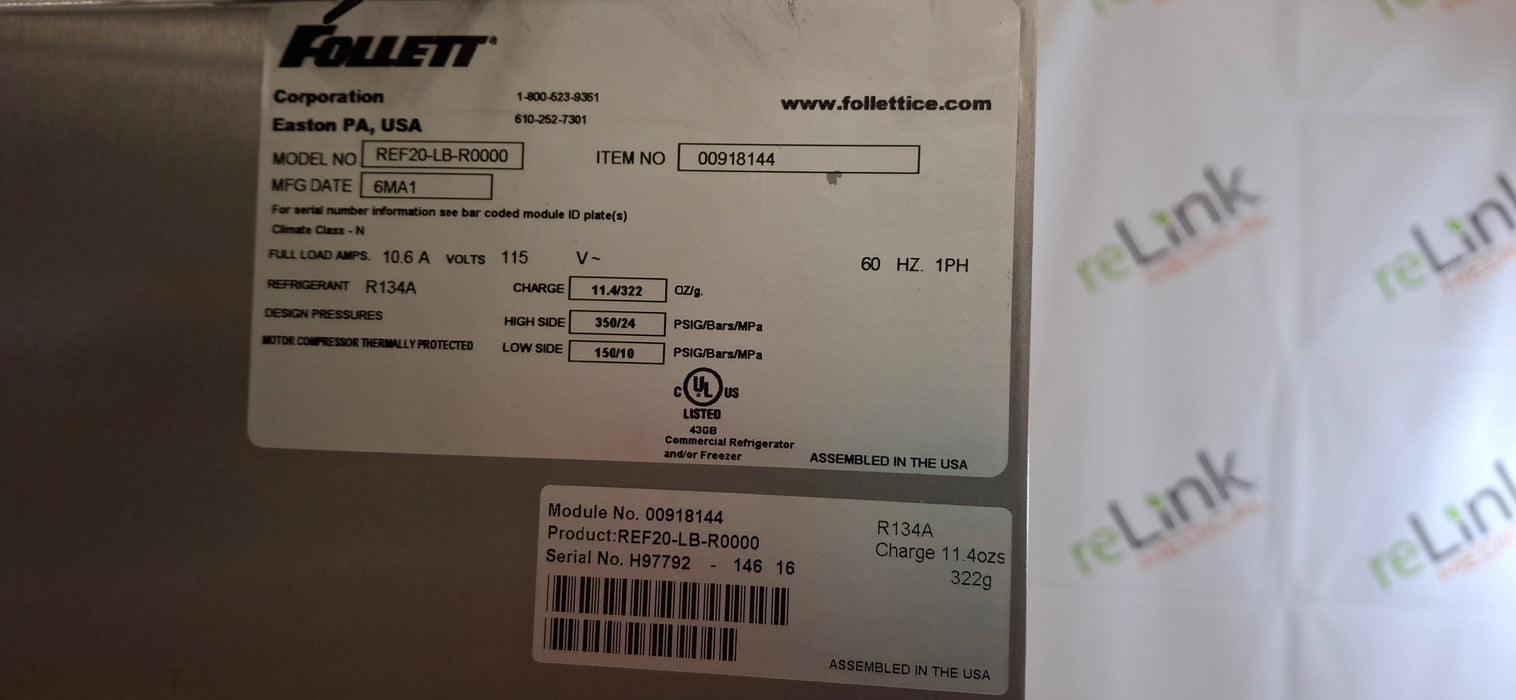 FOLLETT®
Corporation
1-800-523-9361
www.follettice.com
Easton PA, USA
610-252-7301
MODEL NO REF20-LB-R0000 ITEM NO 00918144
MFG DATE 6MA1
For serial number information see bar coded module ID plate(s)
Climate Class - N
FULL LOAD AMPS. 10.6 A VOLTS 115 V~ 60 HZ. 1PH
REFRIGERANT R134A CHARGE 11.4/322 OZ/g.
DESIGN PRESSURES HIGH SIDE 350/24 PSIG/Bars/MPa
MOTOR COMPRESSOR THERMALLY PROTECTED LOW SIDE 150/10 PSIG/Bars/MPa
C UL US
LISTED
43GB
Commercial Refrigerator
and/or Freezer
ASSEMBLED IN THE USA
Module No. 00918144
Product:REF20-LB-R0000
Serial No. H97792 - 146 16
R134A
Charge 11.4ozs
322g
ASSEMBLED IN THE USA
reLink
MEDICAL
reLink
MEDICAL
reLink
MEDICAL
reLink
MEDICAL